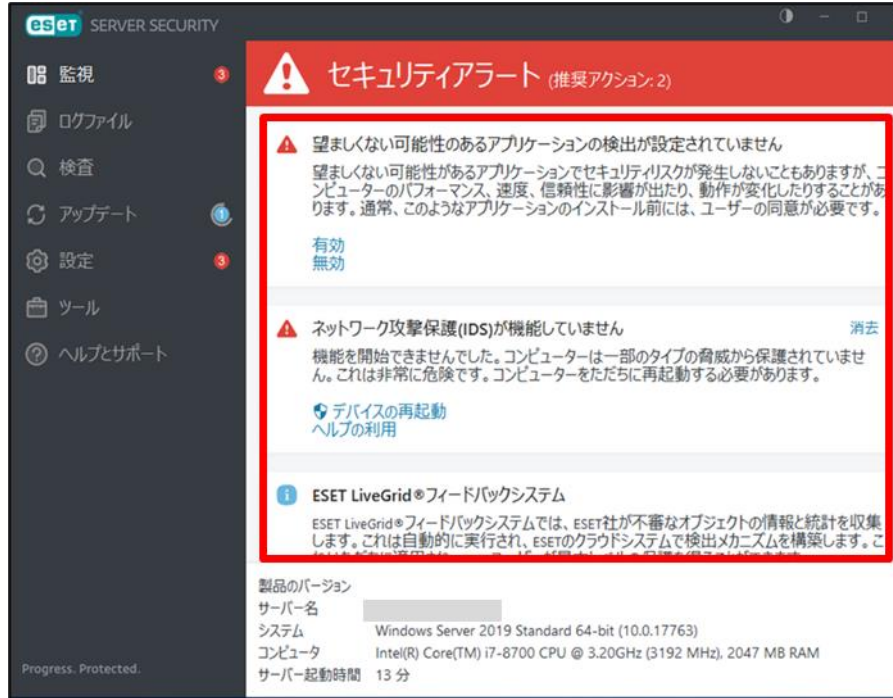 eset SERVER SECURITY
監視 3
ログファイル
検査
アップデート 1
設定 3
ツール
ヘルプとサポート
Progress. Protected.
セキュリティアラート (推奨アクション: 2)
望ましくない可能性のあるアプリケーションの検出が設定されていません
望ましくない可能性があるアプリケーションでセキュリティリスクが発生しないこともありますが、コ
ンピューターのパフォーマンス、速度、信頼性に影響が出たり、動作が変化したりすることがあ
ります。通常、このようなアプリケーションのインストール前には、ユーザーの同意が必要です。
有効
無効
ネットワーク攻撃保護(IDS)が機能していません 消去
機能を開始できませんでした。コンピューターは一部のタイプの脅威から保護されていませ
ん。これは非常に危険です。コンピューターをただちに再起動する必要があります。
デバイスの再起動
ヘルプの利用
ESET LiveGrid®フィードバックシステム
ESET LiveGrid®フィードバックシステムでは、ESET社が不審なオブジェクトの情報と統計を収集
します。これは自動的に実行され、ESETのクラウドシステムで検出メカニズムを構築します。こ
製品のバージョン
サーバー名
システム Windows Server 2019 Standard 64-bit (10.0.17763)
コンピュータ Intel(R) Core(TM) i7-8700 CPU @ 3.20GHz (3192 MHz), 2047 MB RAM
サーバー起動時間 13 分